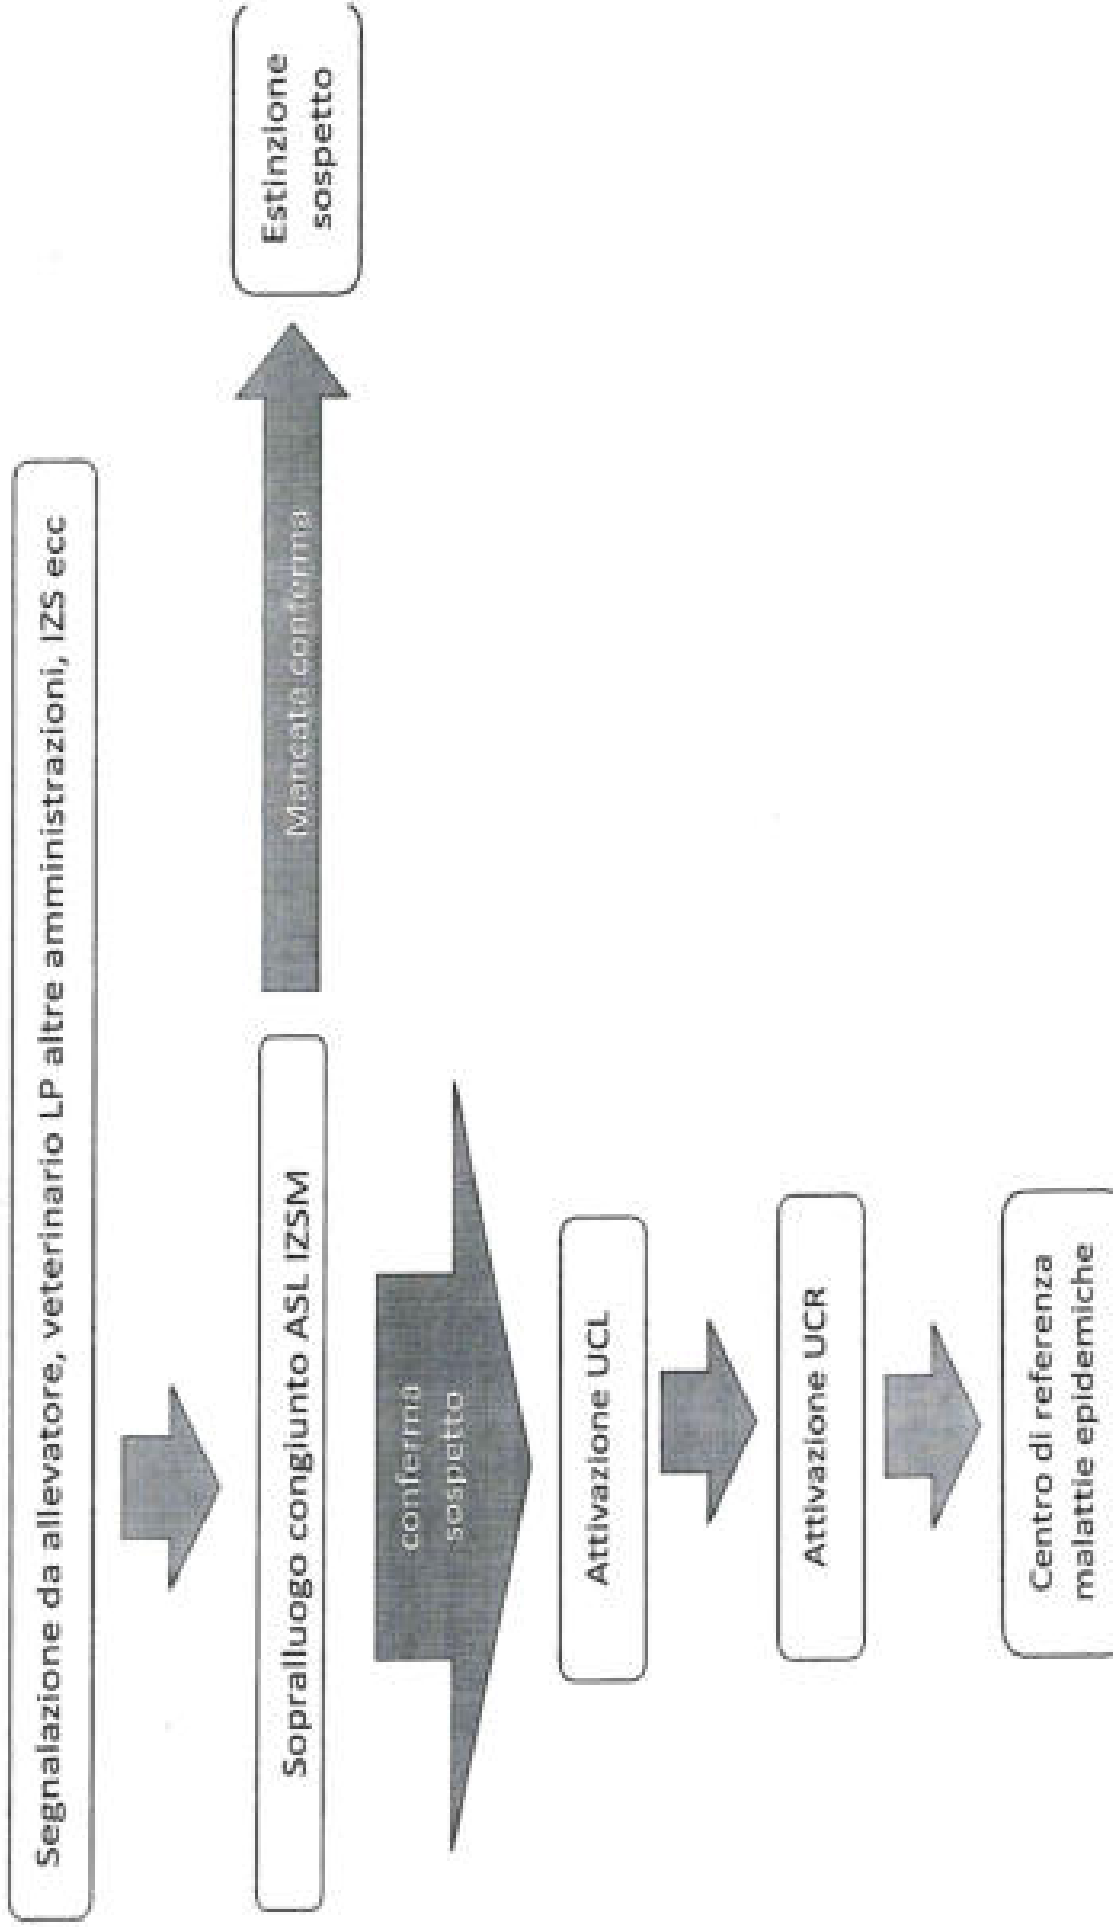 Segnalazione da allevatore, veterinario LP altre amministrazioni, IZS ecc
Sopralluogo congiunto ASL IZSM
Mancata conferma
Estinzione
sospetto
conferma
sospetto
Attivazione UCL
Attivazione UCR
Centro di referenza
malattie epidemiche